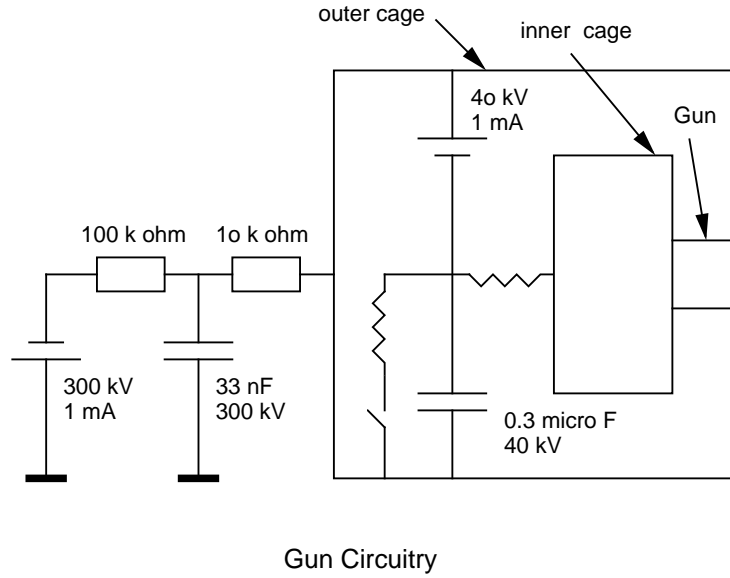 outer cage
inner cage
4o kV
1 mA
Gun
100 k ohm
1o k ohm
300 kV
1 mA
33 nF
300 kV
0.3 micro F
40 kV
Gun Circuitry